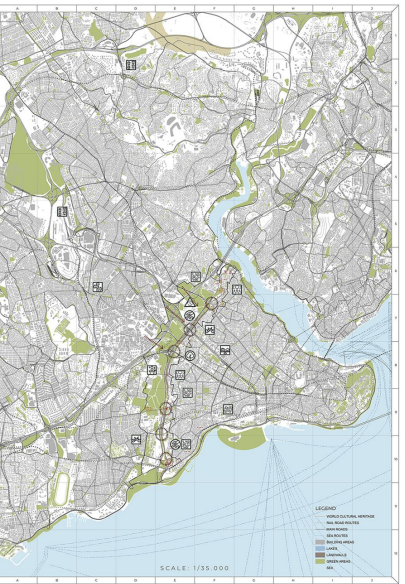 A
B
C
D
E
F
G
H
I
J
LEGEND
WORLD CULTURAL HERITAGE
RAIL ROAD ROUTES
MAIN ROADS
SEA ROUTES
BUILDING AREAS
LAKES
LANDWALLS
GREEN AREAS
SEA
SCALE: 1/35.000